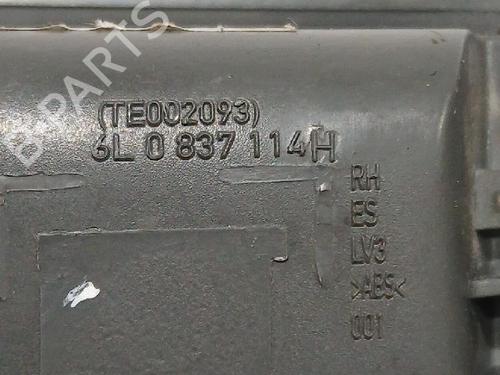 B-PARTS
(TE002093)
6L 0 837 114 H
RH
ES
LV3
>ABS<
001